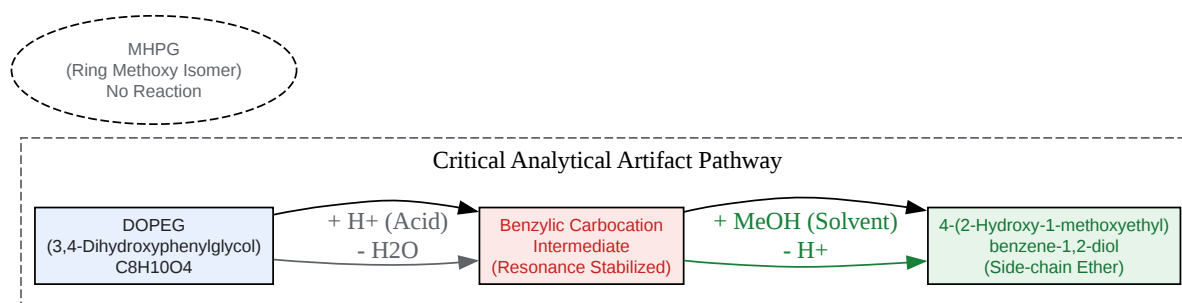 MHPG
(Ring Methoxy Isomer)
No Reaction
Critical Analytical Artifact Pathway
DOPEG
(3,4-Dihydroxyphenylglycol)
C8H10O4
+ H+ (Acid)
- H2O
Benzylic Carbocation
Intermediate
(Resonance Stabilized)
+ MeOH (Solvent)
- H+
4-(2-Hydroxy-1-methoxyethyl)
benzene-1,2-diol
(Side-chain Ether)